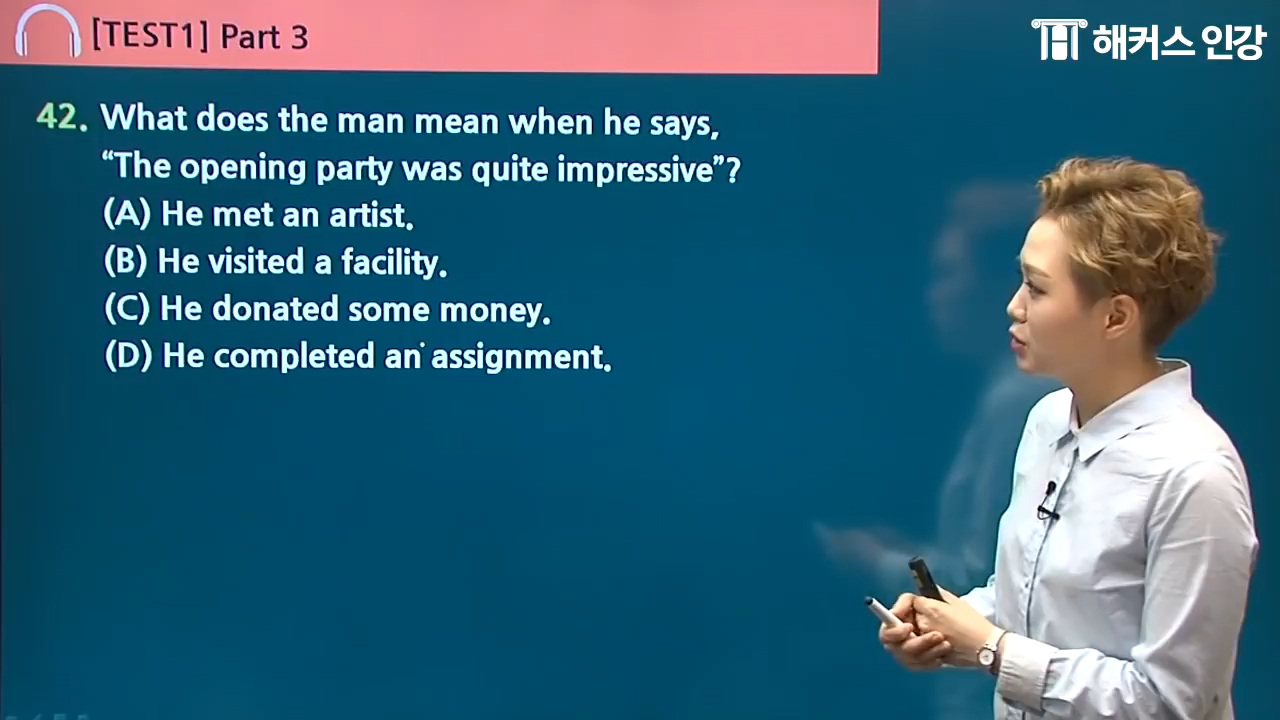 [TEST1] Part 3
해커스 인강
42. What does the man mean when he says,
“The opening party was quite impressive”?
(A) He met an artist.
(B) He visited a facility.
(C) He donated some money.
(D) He completed an assignment.